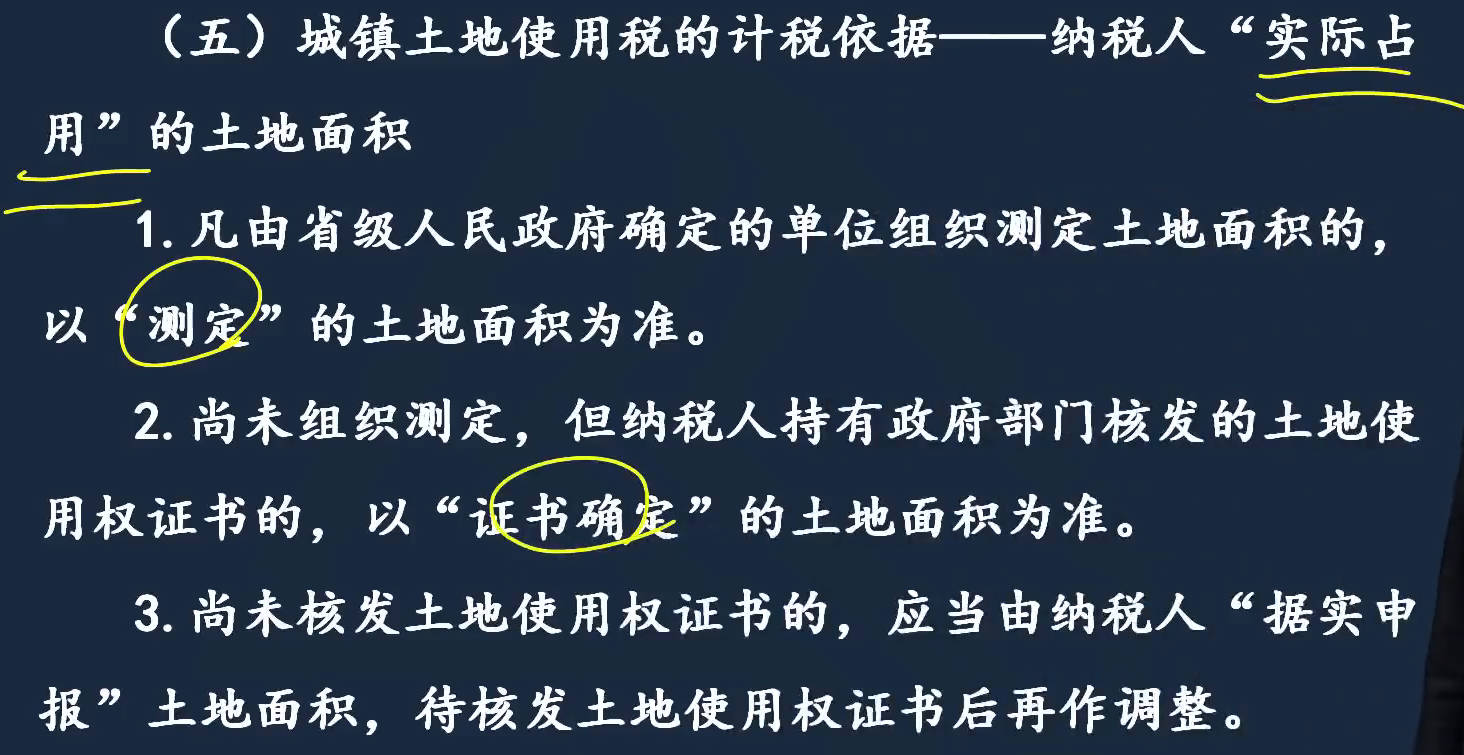 （五）城镇土地使用税的计税依据——纳税人“实际占
用”的土地面积
1. 凡由省级人民政府确定的单位组织测定土地面积的，
以“测定”的土地面积为准。
2. 尚未组织测定，但纳税人持有政府部门核发的土地使
用权证书的，以“证书确定”的土地面积为准。
3. 尚未核发土地使用权证书的，应当由纳税人“据实申
报”土地面积，待核发土地使用权证书后再作调整。